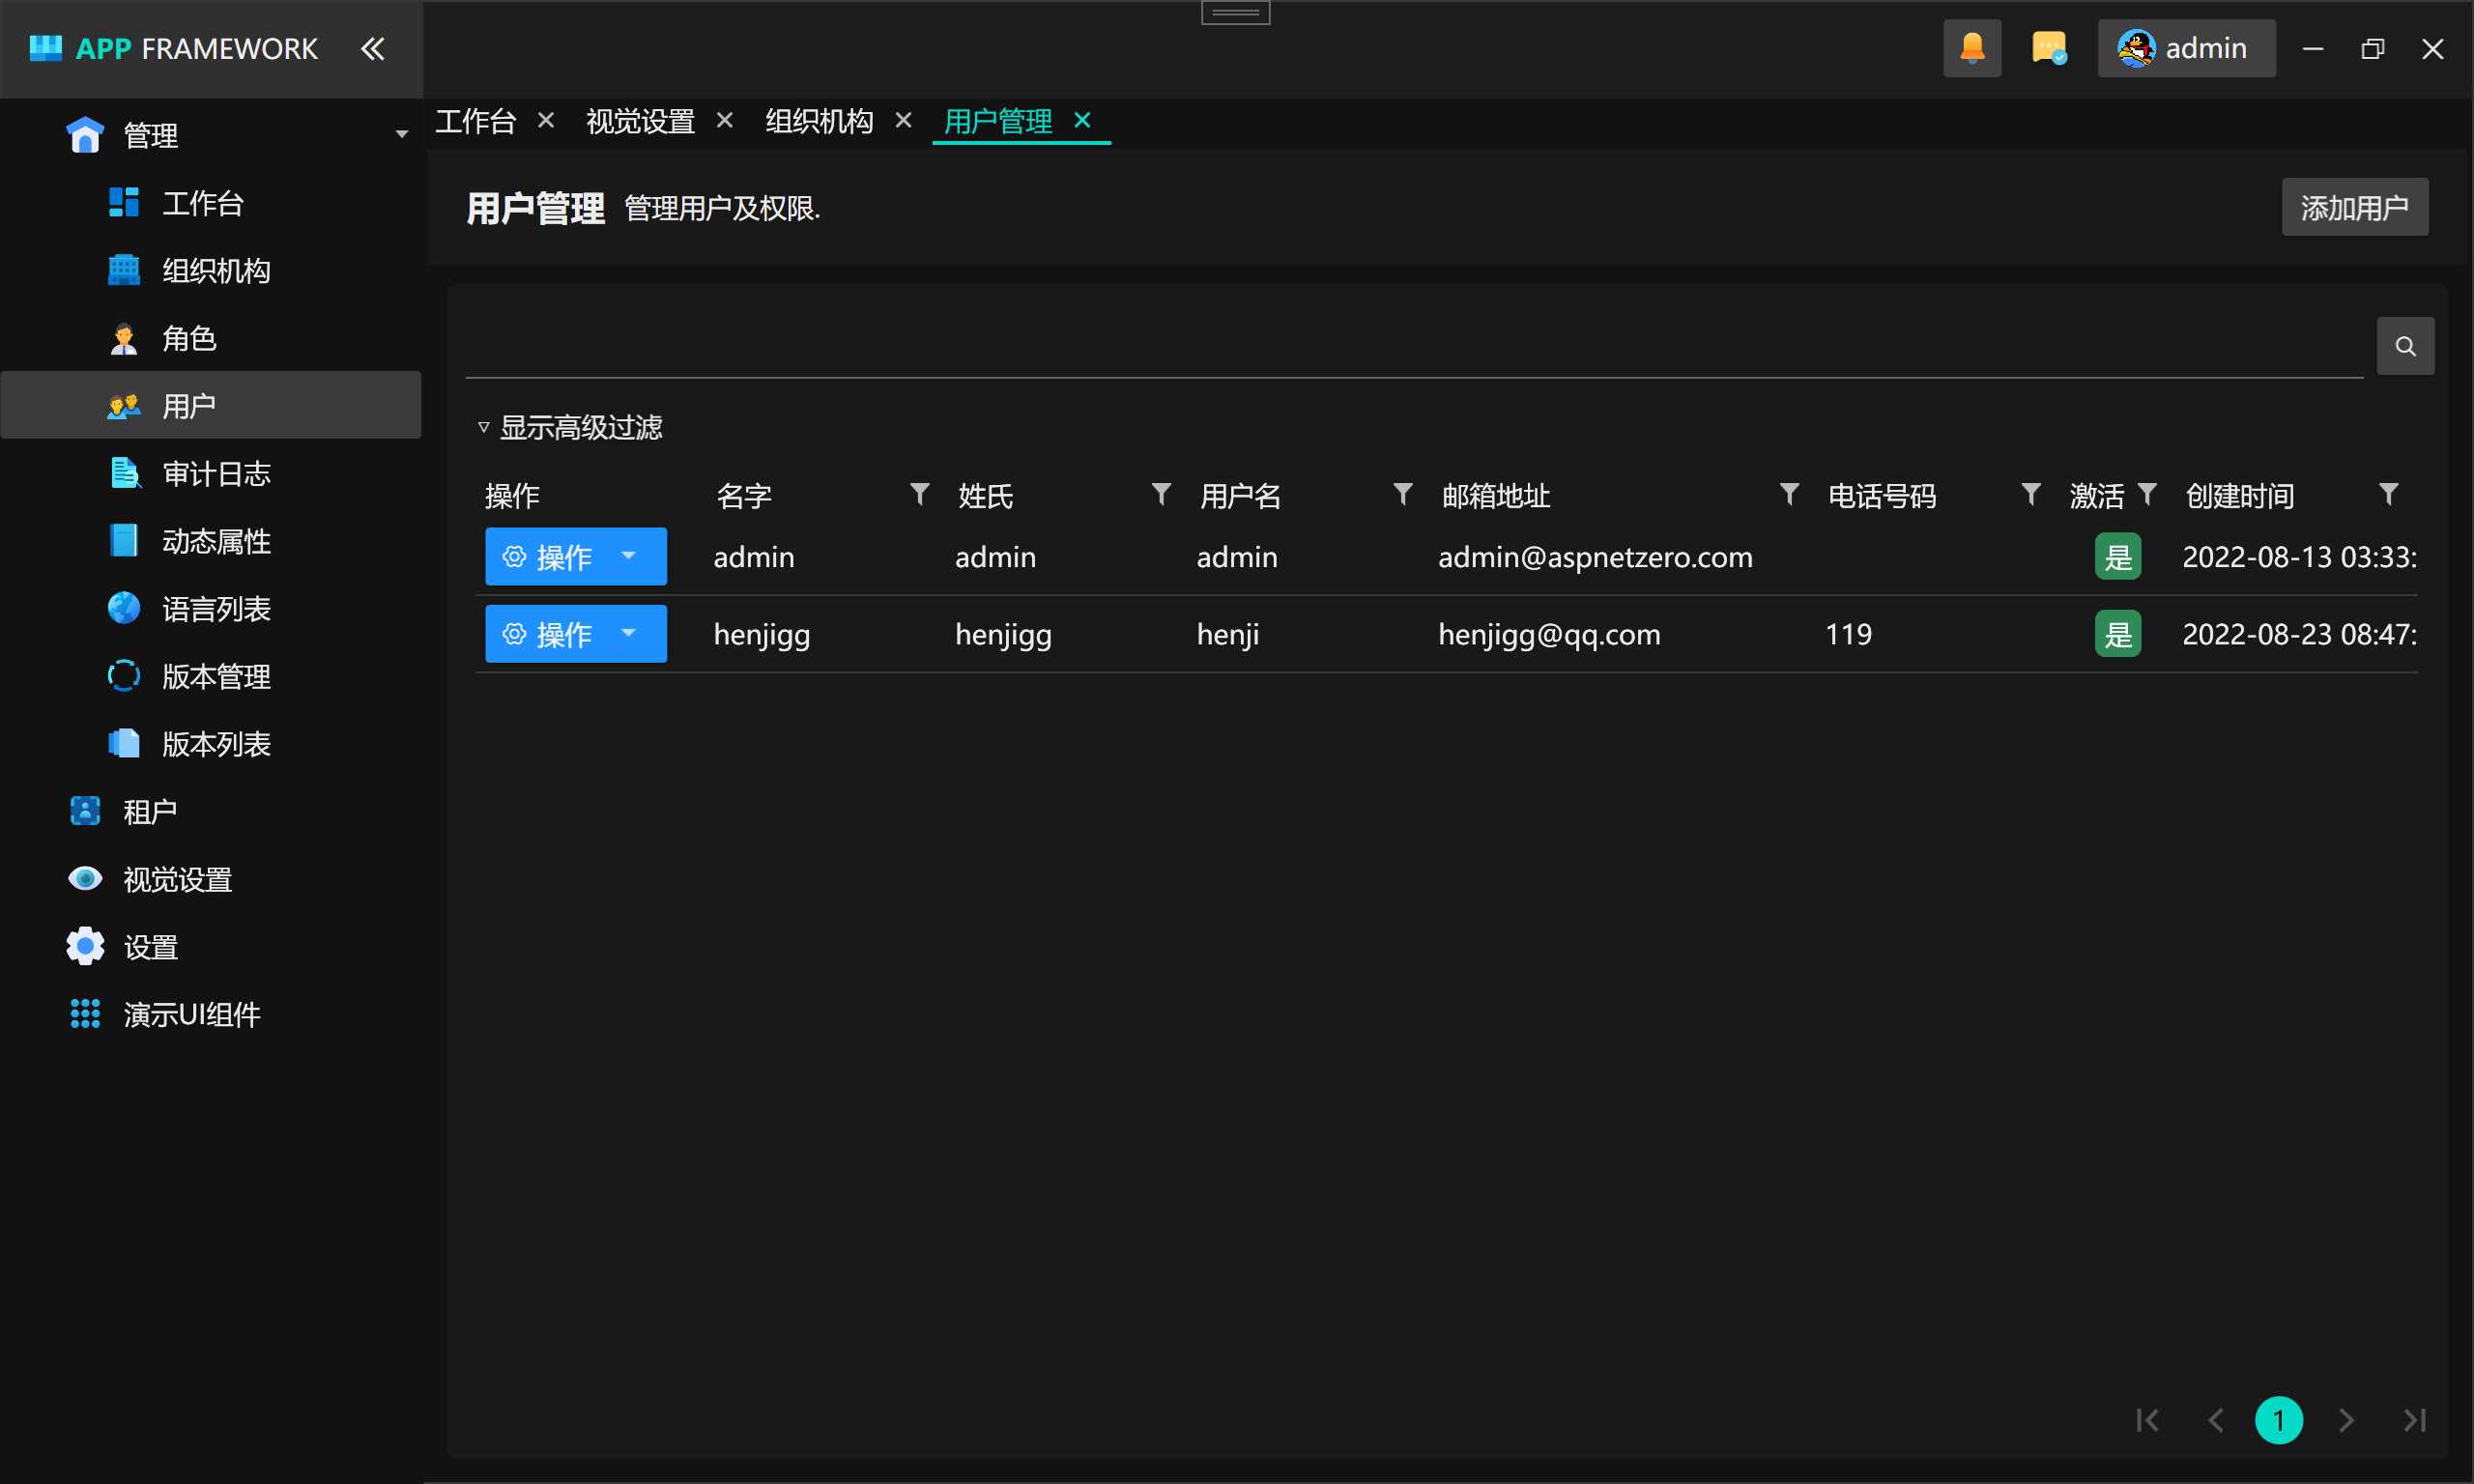 APP FRAMEWORK
admin
管理
工作台
组织机构
角色
用户
审计日志
动态属性
语言列表
版本管理
版本列表
租户
视觉设置
设置
演示UI组件
工作台 视觉设置 组织机构 用户管理
用户管理 管理用户及权限.
添加用户
显示高级过滤
操作 名字 姓氏 用户名 邮箱地址 电话号码 激活 创建时间
操作 admin admin admin admin@aspnetzero.com 是 2022-08-13 03:33:
操作 henjigg henjigg henji henjigg@qq.com 119 是 2022-08-23 08:47:
1